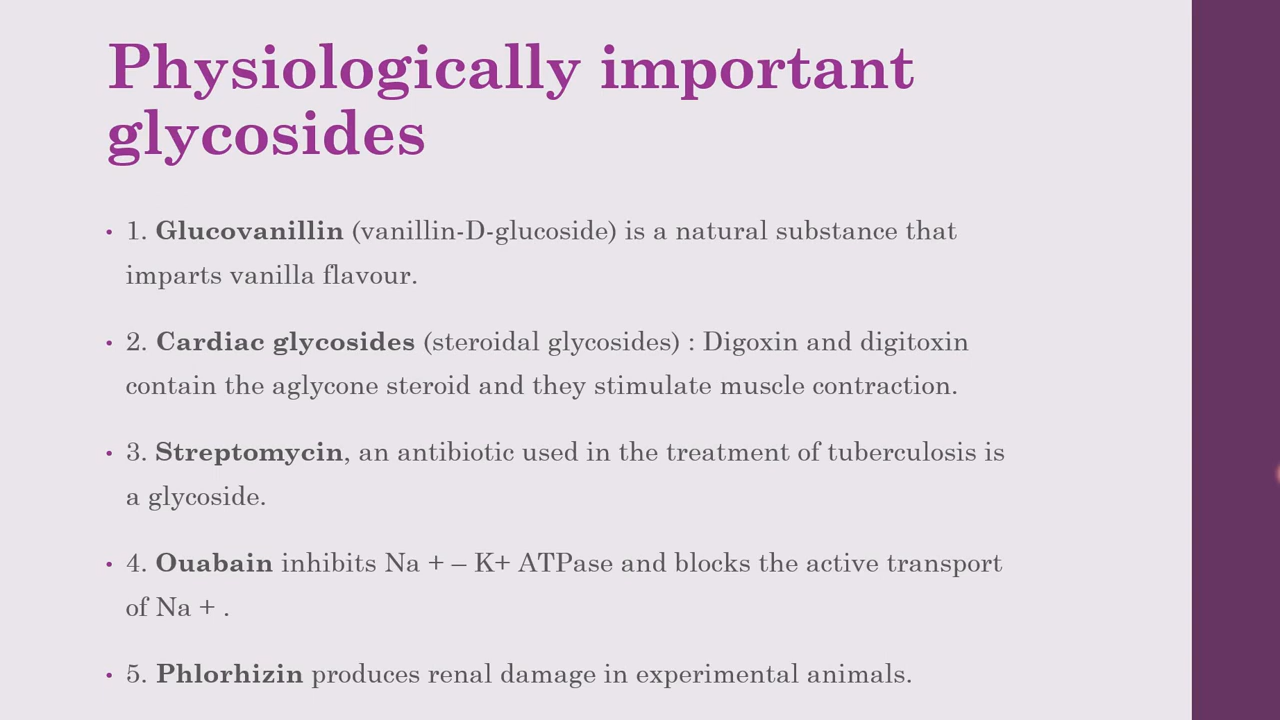 Physiologically important
glycosides
• 1. Glucovanillin (vanillin-D-glucoside) is a natural substance that
imparts vanilla flavour.
• 2. Cardiac glycosides (steroidal glycosides) : Digoxin and digitoxin
contain the aglycone steroid and they stimulate muscle contraction.
• 3. Streptomycin, an antibiotic used in the treatment of tuberculosis is
a glycoside.
• 4. Ouabain inhibits Na + – K+ ATPase and blocks the active transport
of Na + .
• 5. Phlorhizin produces renal damage in experimental animals.